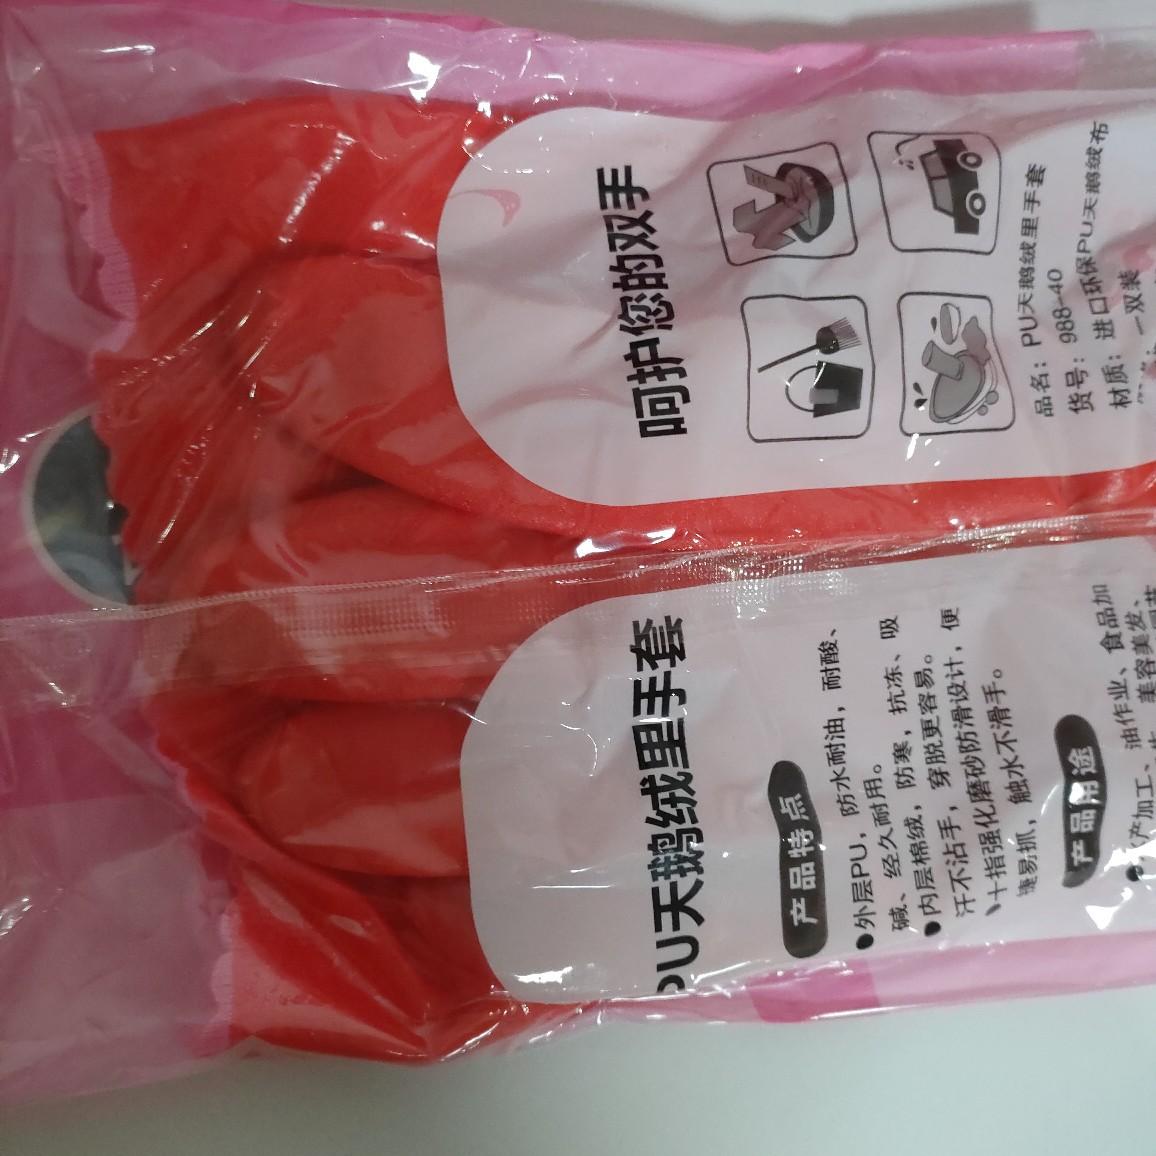 呵护您的双手
品名：PU天鹅绒里手套
货号：988-40
材质：进口环保PU天鹅绒布
一双装
PU天鹅绒里手套
产品特点
●外层PU，防水耐油，耐酸、
碱、经久耐用。
●内层棉绒，防寒，抗冻、吸
汗不沾手，穿脱更容易。
十指强化磨砂防滑设计，便
捷易抓，触水不滑手。
产品用途
产加工、油作业、食品加
美容美发、